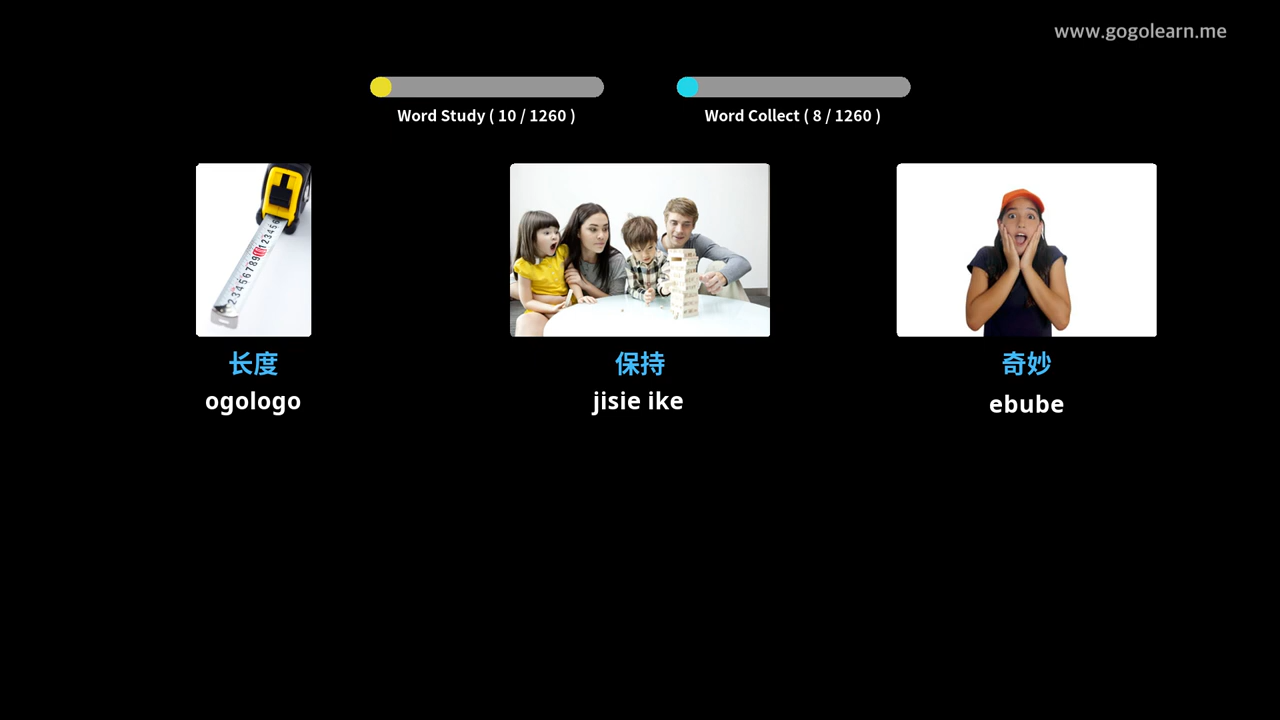 www.gogolearn.me
Word Study ( 10 / 1260 )
Word Collect ( 8 / 1260 )
长度
ogologo
保持
jisie ike
奇妙
ebube